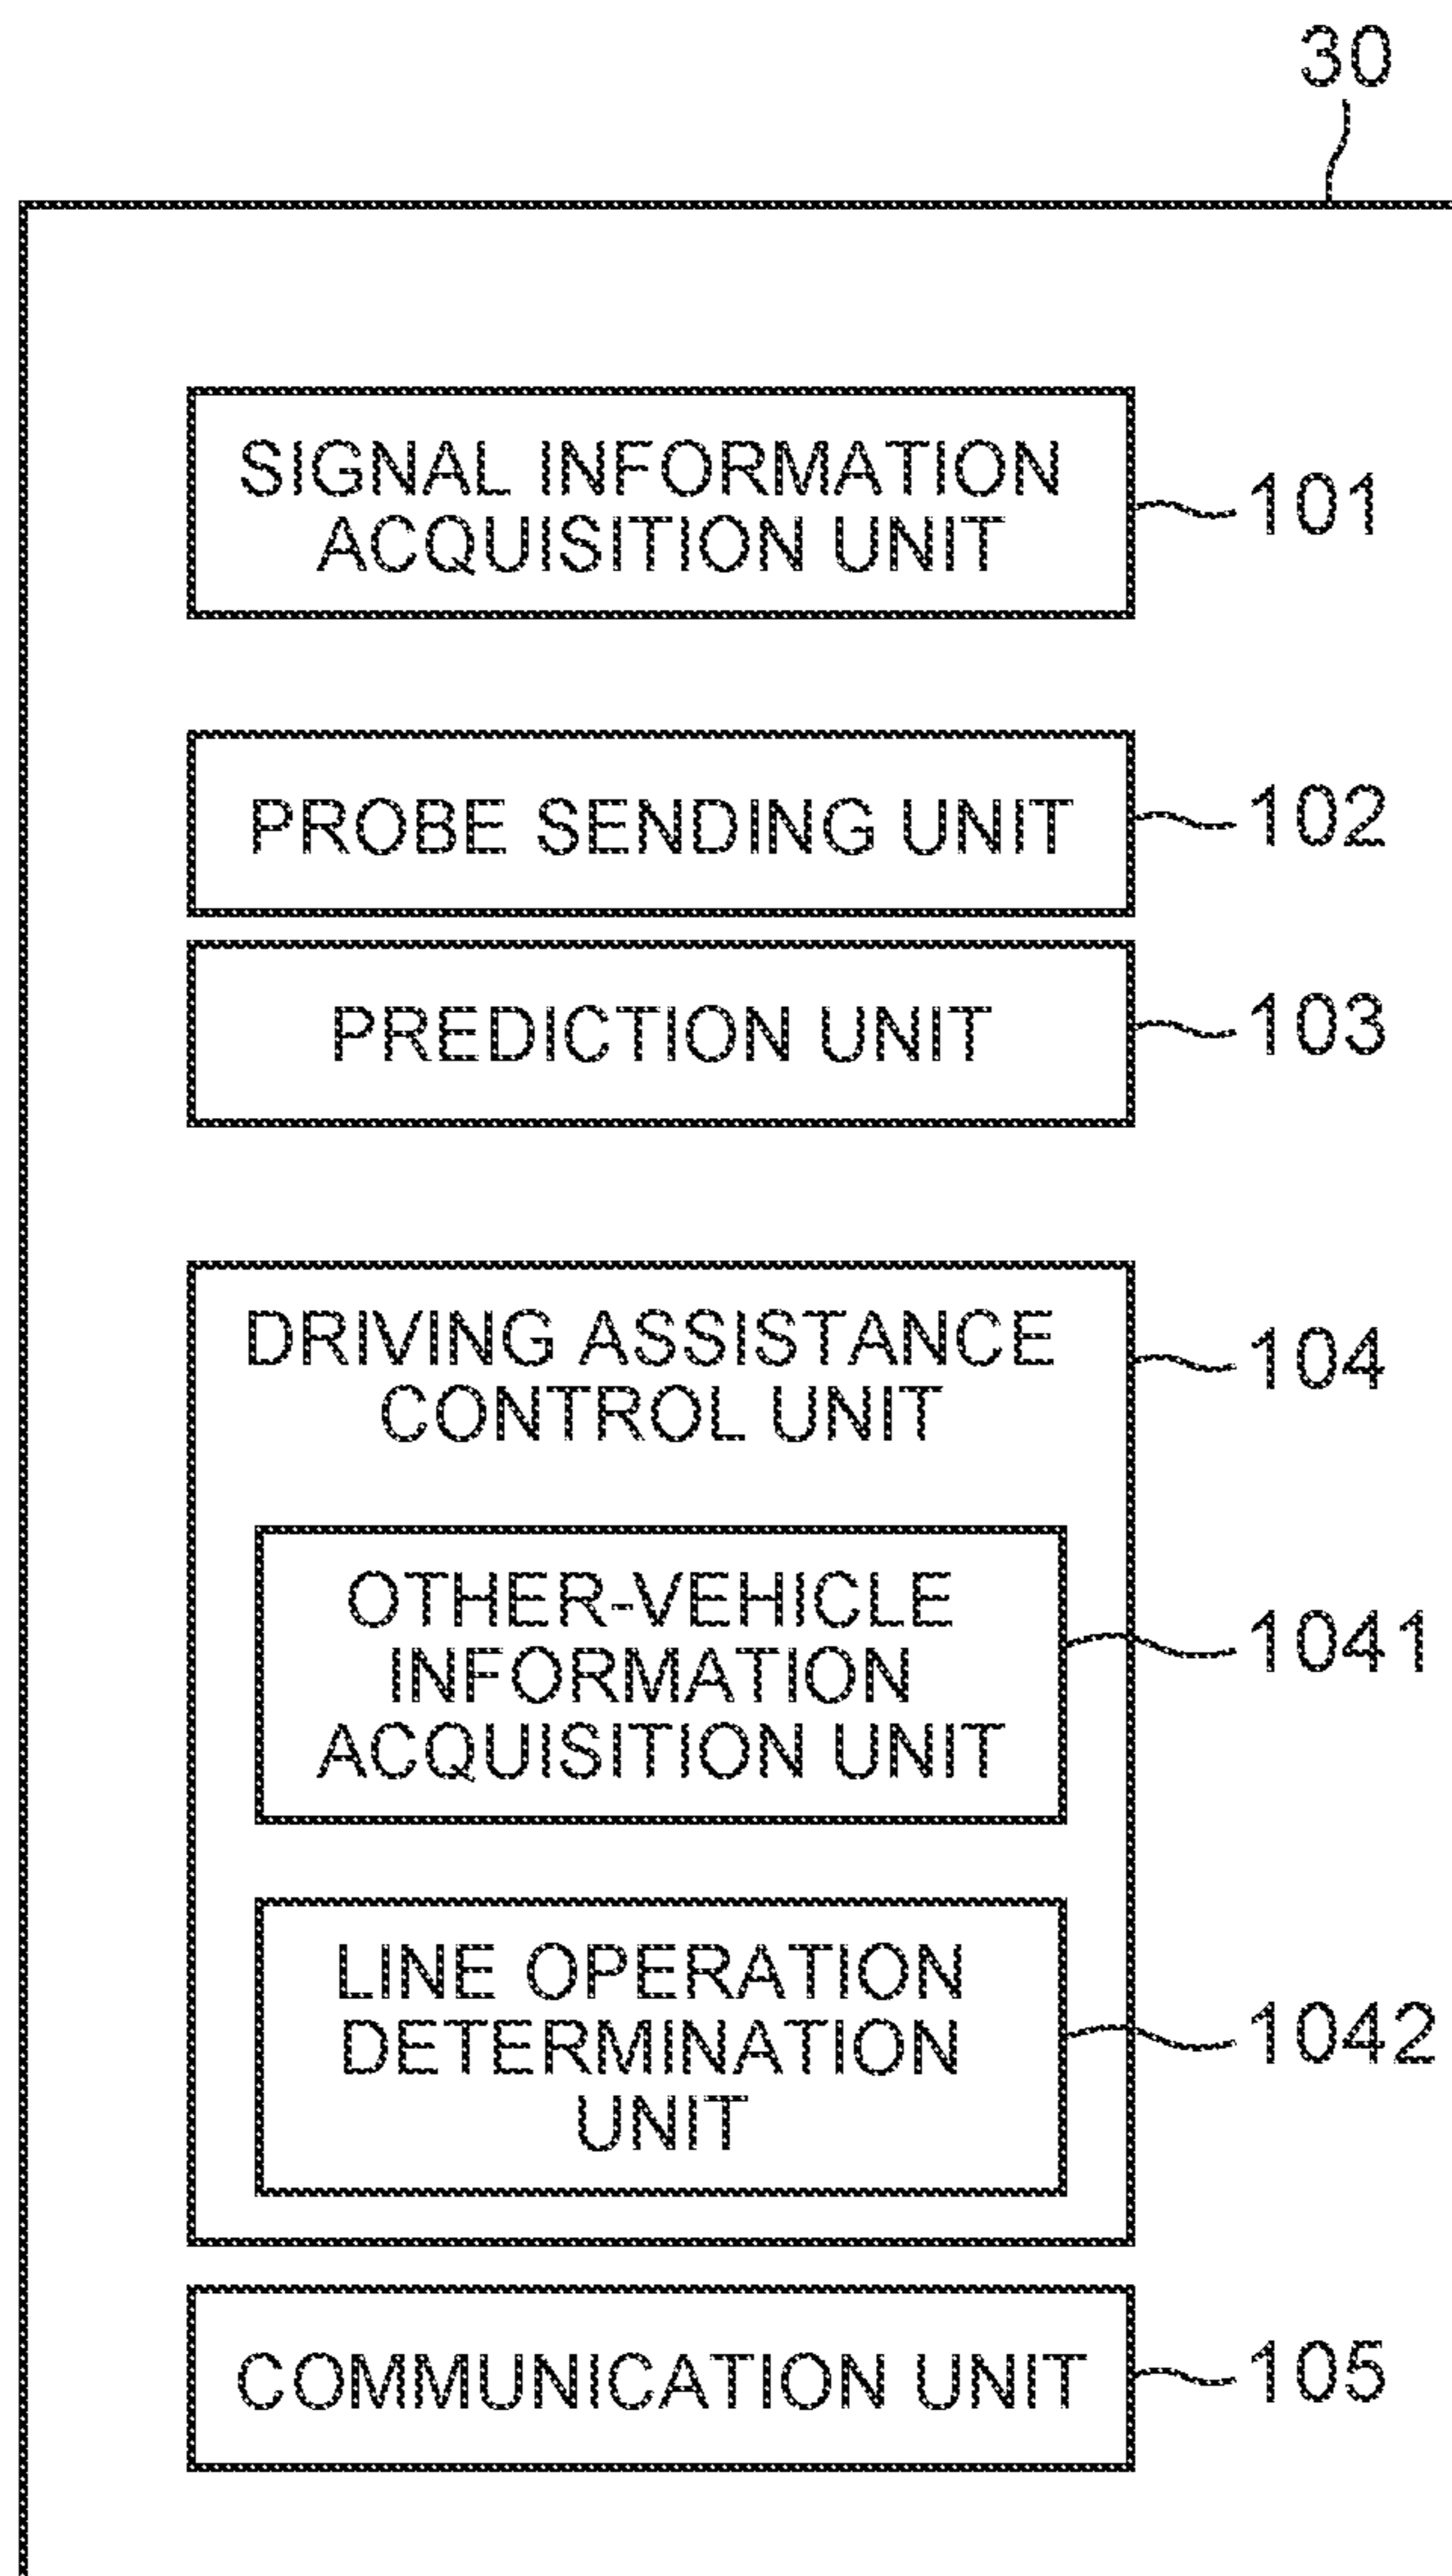 30
SIGNAL INFORMATION
ACQUISITION UNIT
101
PROBE SENDING UNIT
102
PREDICTION UNIT
103
DRIVING ASSISTANCE
CONTROL UNIT
104
OTHER-VEHICLE
INFORMATION
ACQUISITION UNIT
1041
LINE OPERATION
DETERMINATION
UNIT
1042
COMMUNICATION UNIT
105